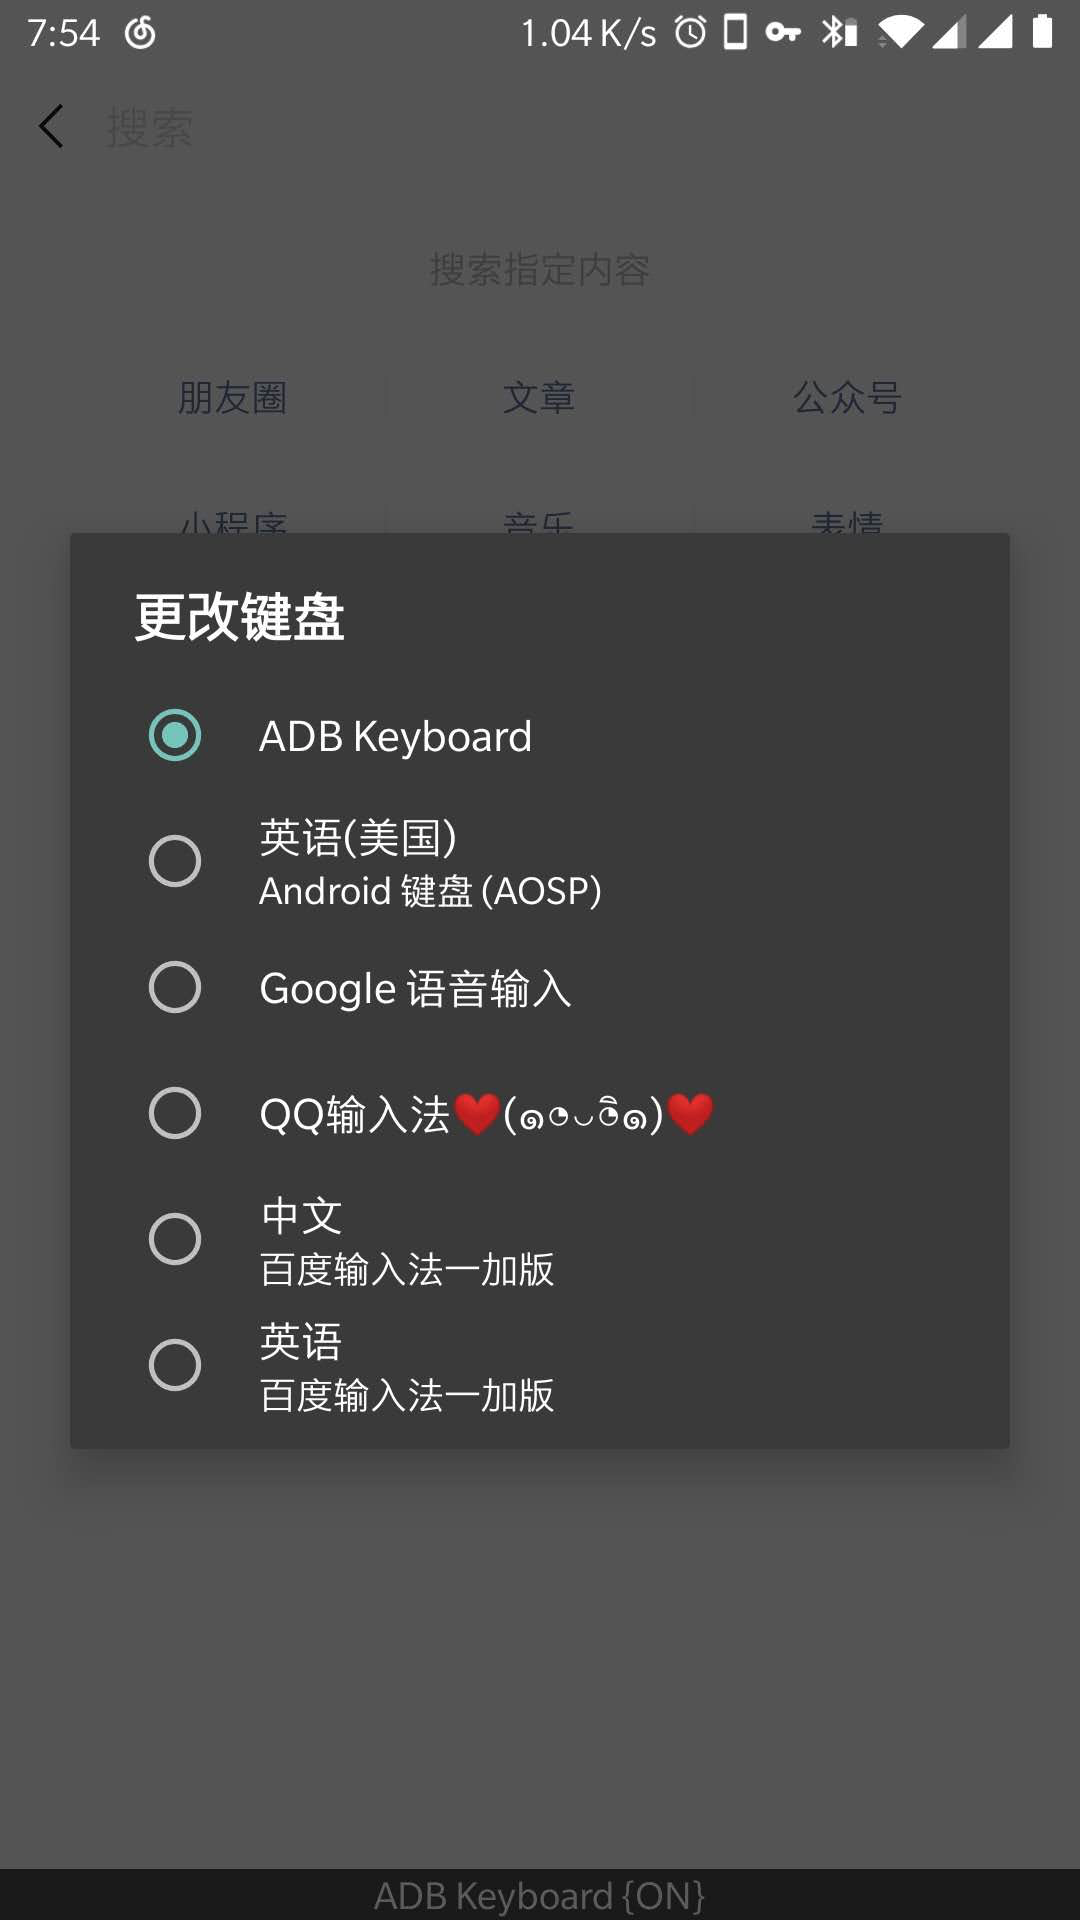 7:54 1.04 K/s
搜索
搜索指定内容
朋友圈 文章 公众号
小程序 音乐 表情
更改键盘
ADB Keyboard
英语(美国)
Android 键盘 (AOSP)
Google 语音输入
QQ输入法❤️(๑◔◡◔ิ๑)❤️
中文
百度输入法一加版
英语
百度输入法一加版
ADB Keyboard {ON}